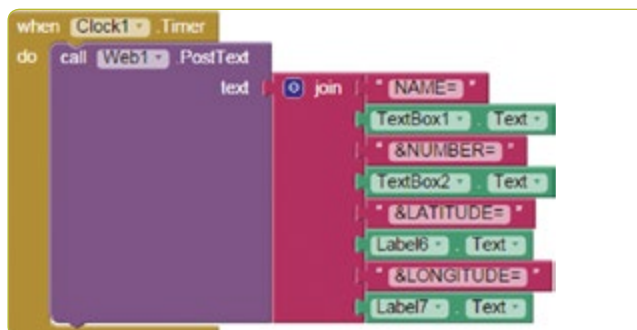 when Clock1 .Timer
do call Web1 .PostText
text join " NAME= "
TextBox1 . Text
" &NUMBER= "
TextBox2 . Text
" &LATITUDE= "
Label6 . Text
" &LONGITUDE= "
Label7 . Text